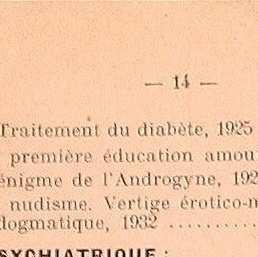 — 14 —
Traitement du diabète, 1925
première éducation amou
énigme de l'Androgyne, 192
nudisme. Vertige érotico-m
dogmatique, 1932 ..........
SYCHIATRIQUE :